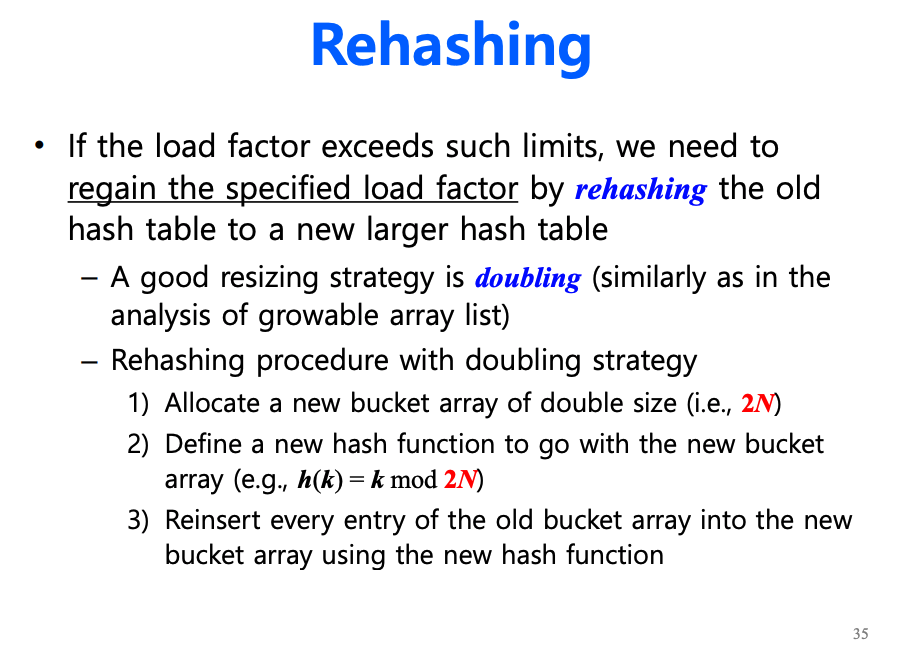 Rehashing
• If the load factor exceeds such limits, we need to
regain the specified load factor by rehashing the old
hash table to a new larger hash table
– A good resizing strategy is doubling (similarly as in the
analysis of growable array list)
– Rehashing procedure with doubling strategy
1) Allocate a new bucket array of double size (i.e., 2N)
2) Define a new hash function to go with the new bucket
array (e.g., h(k) = k mod 2N)
3) Reinsert every entry of the old bucket array into the new
bucket array using the new hash function
35